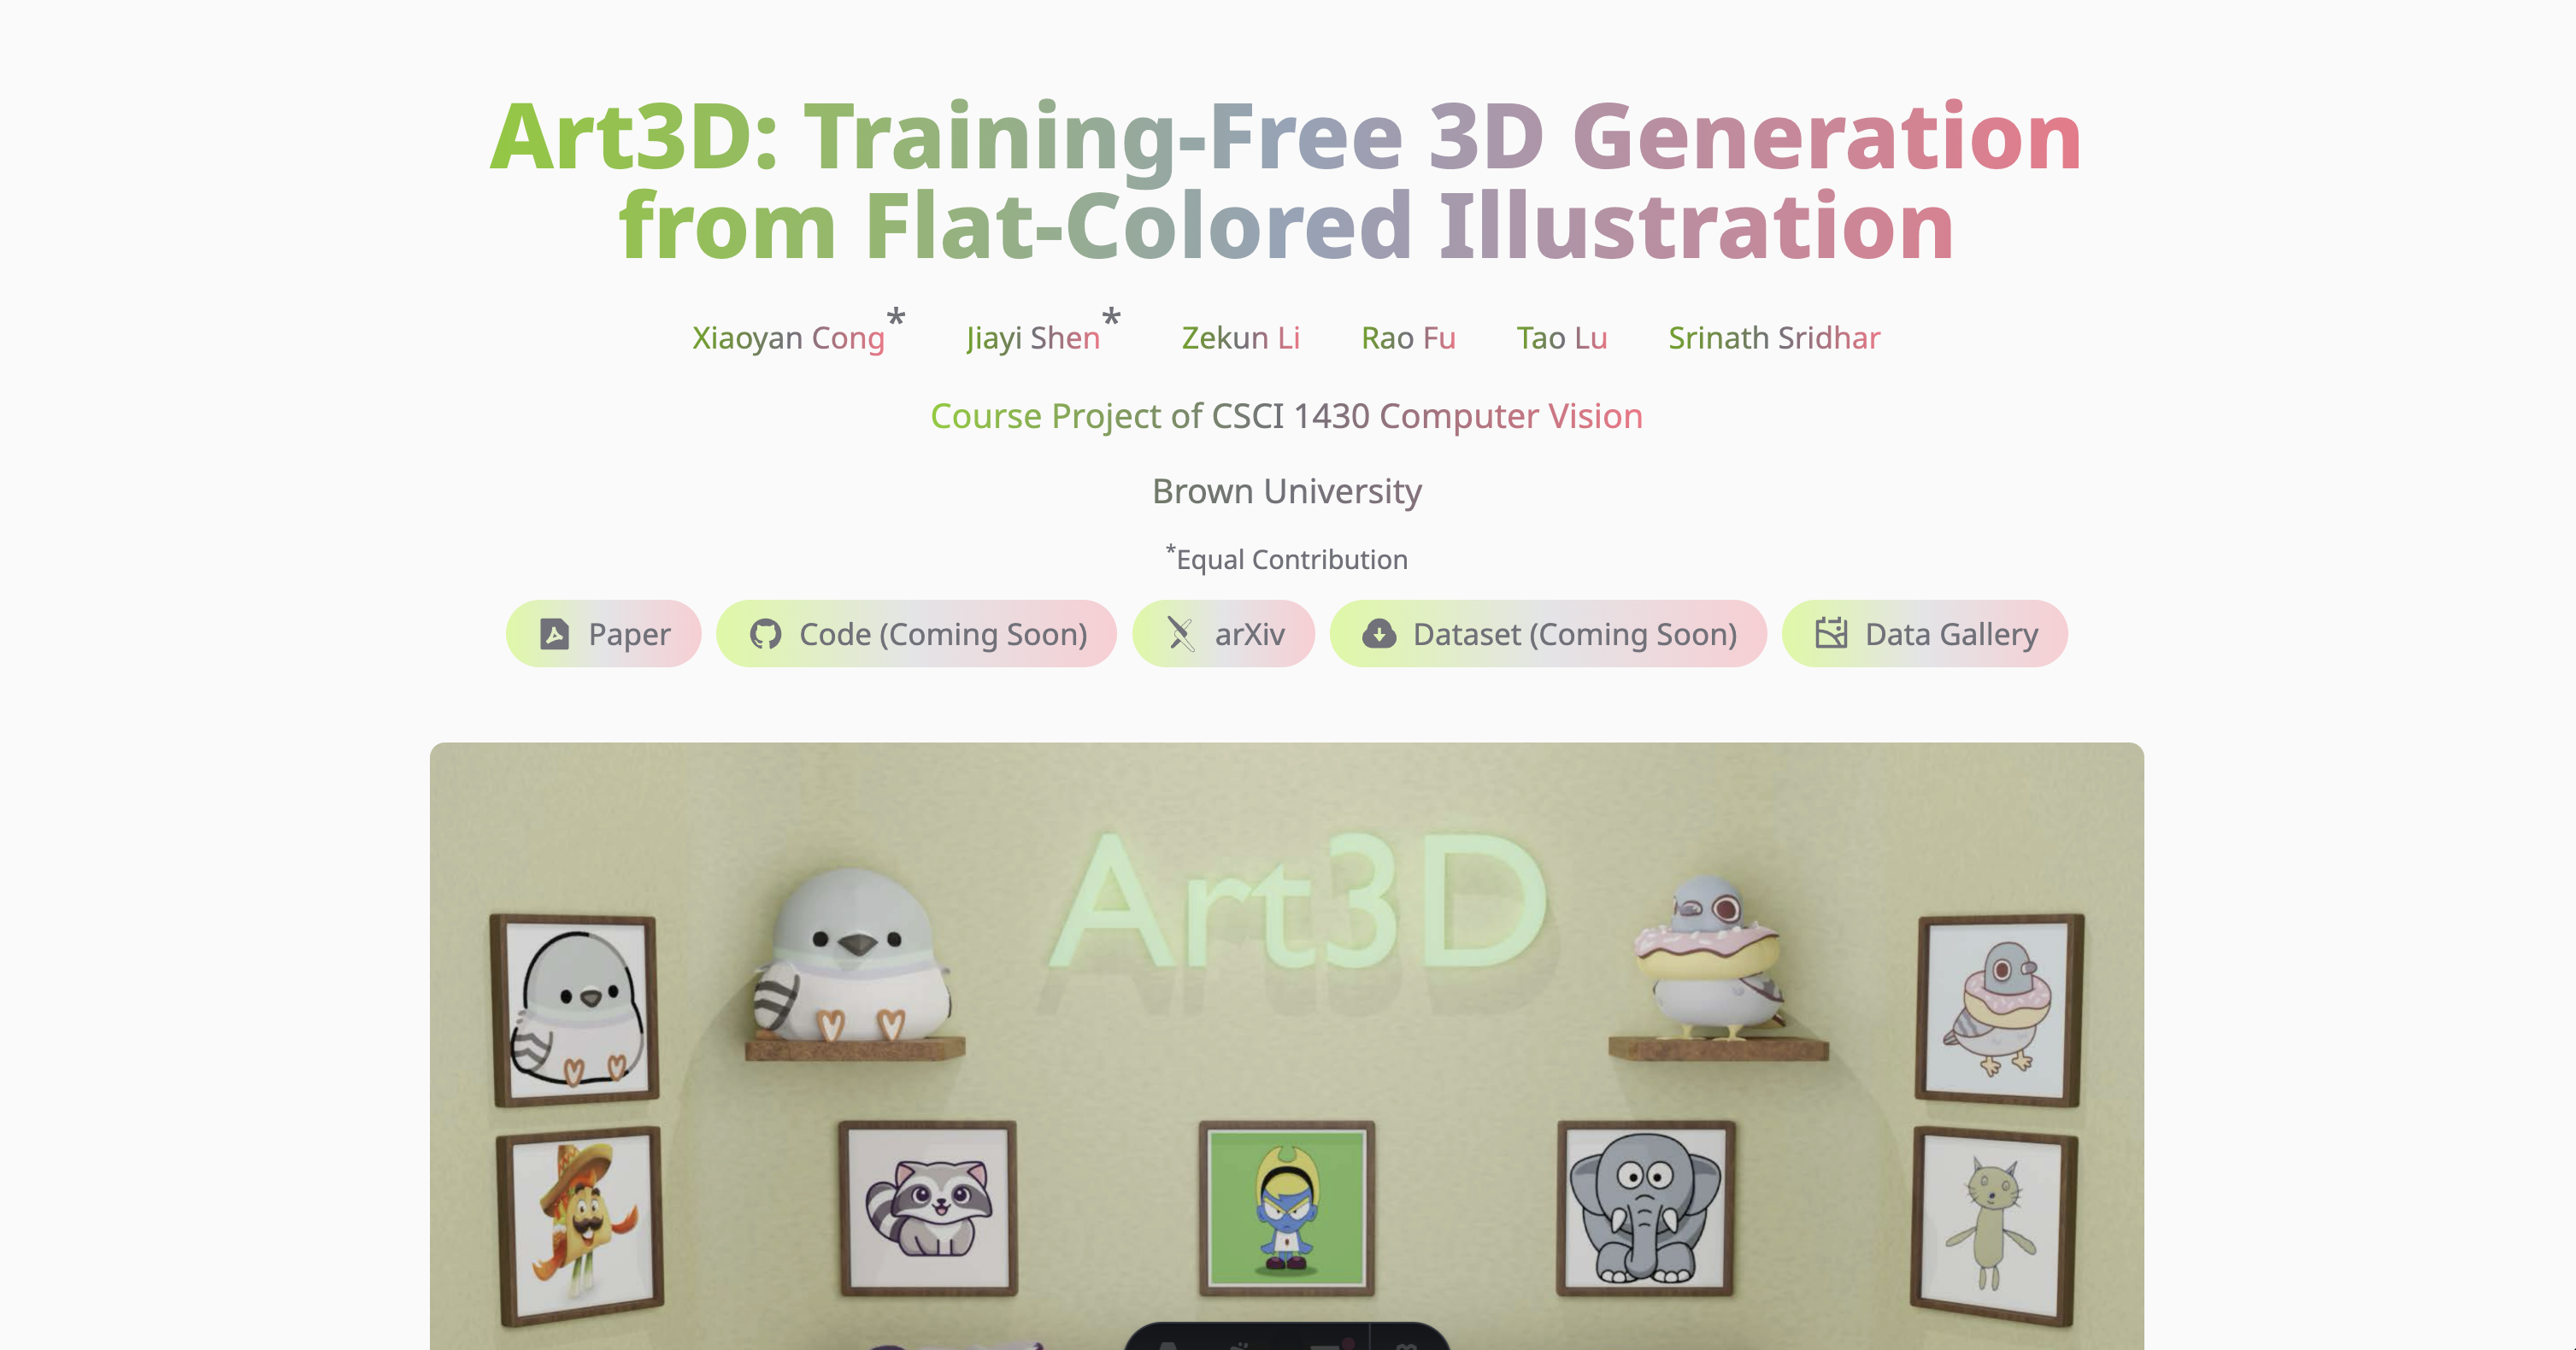 Art3D: Training-Free 3D Generation
from Flat-Colored Illustration
Xiaoyan Cong* Jiayi Shen* Zekun Li Rao Fu Tao Lu Srinath Sridhar
Course Project of CSCI 1430 Computer Vision
Brown University
*Equal Contribution
Paper Code (Coming Soon) arXiv Dataset (Coming Soon) Data Gallery
Art3D